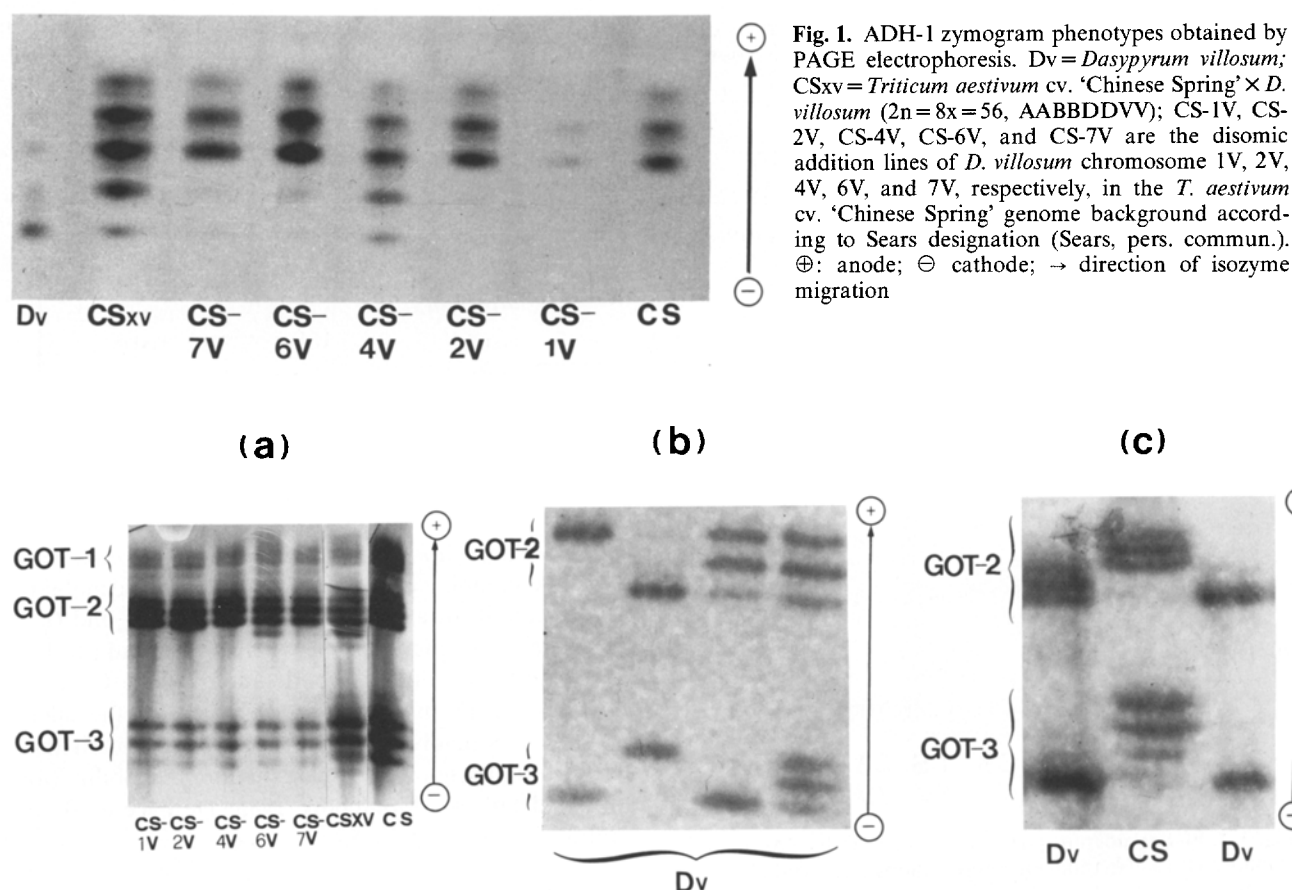 Fig. 1. ADH-1 zymogram phenotypes obtained by
PAGE electrophoresis. Dv = Dasypyrum villosum;
CSxv = Triticum aestivum cv. 'Chinese Spring' × D.
villosum (2n = 8x = 56, AABBDDVV); CS-1V, CS-
2V, CS-4V, CS-6V, and CS-7V are the disomic
addition lines of D. villosum chromosome 1V, 2V,
4V, 6V, and 7V, respectively, in the T. aestivum
cv. 'Chinese Spring' genome background accord-
ing to Sears designation (Sears, pers. commun.).
⊕: anode; ⊖ cathode; → direction of isozyme
migration
+
−
Dv CSxv CS- CS- CS- CS- CS- CS
7V 6V 4V 2V 1V
(a) (b) (c)
GOT-1
GOT-2
GOT-3
+
−
CS- CS- CS- CS- CS- CSXV CS
1V 2V 4V 6V 7V
GOT-2
GOT-3
+
−
Dv
GOT-2
GOT-3
+
−
Dv CS Dv